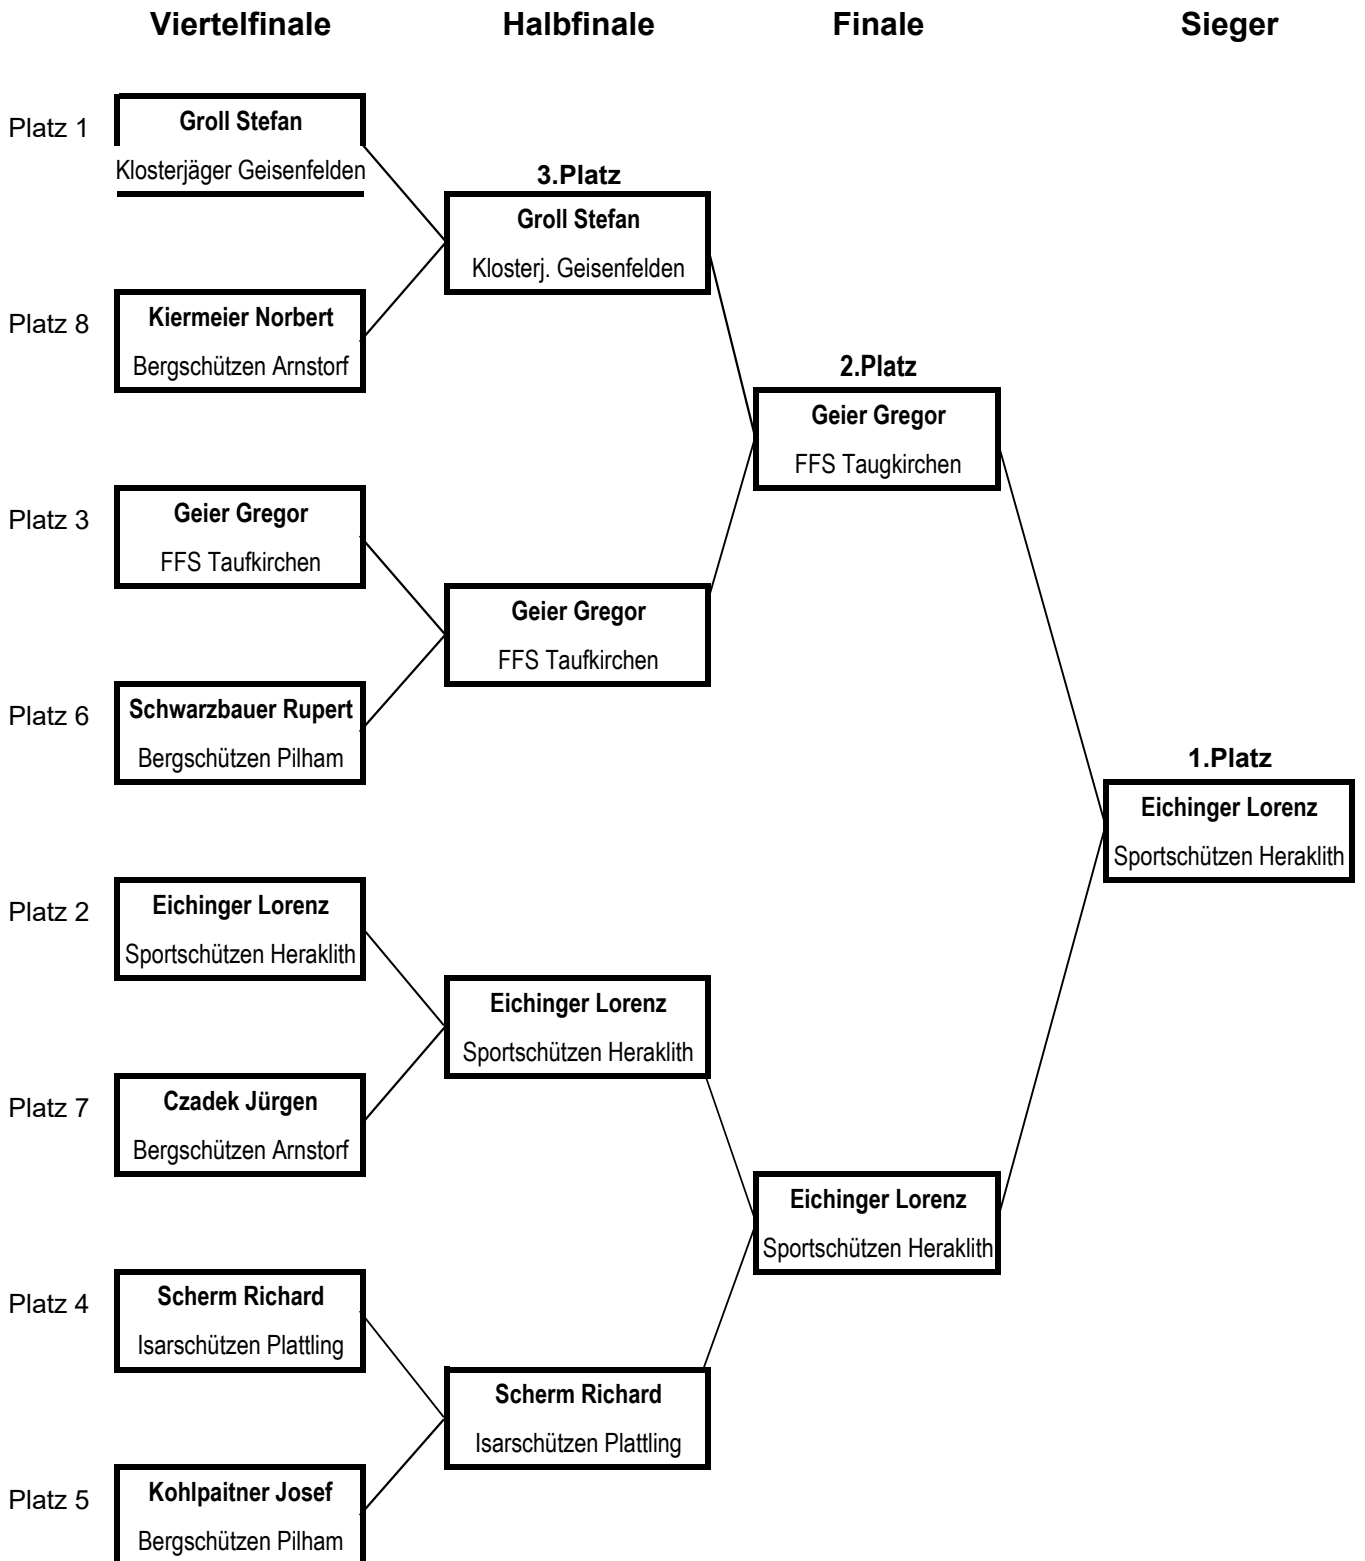 Viertelfinale
Halbfinale
Finale
Sieger
Platz 1
Groll Stefan
Klosterjäger Geisenfelden
3.Platz
Groll Stefan
Klosterj. Geisenfelden
Platz 8
Kiermeier Norbert
Bergschützen Arnstorf
2.Platz
Geier Gregor
FFS Taugkirchen
Platz 3
Geier Gregor
FFS Taufkirchen
Geier Gregor
FFS Taufkirchen
Platz 6
Schwarzbauer Rupert
Bergschützen Pilham
1.Platz
Eichinger Lorenz
Sportschützen Heraklith
Platz 2
Eichinger Lorenz
Sportschützen Heraklith
Eichinger Lorenz
Sportschützen Heraklith
Platz 7
Czadek Jürgen
Bergschützen Arnstorf
Eichinger Lorenz
Sportschützen Heraklith
Platz 4
Scherm Richard
Isarschützen Plattling
Scherm Richard
Isarschützen Plattling
Platz 5
Kohlpaitner Josef
Bergschützen Pilham